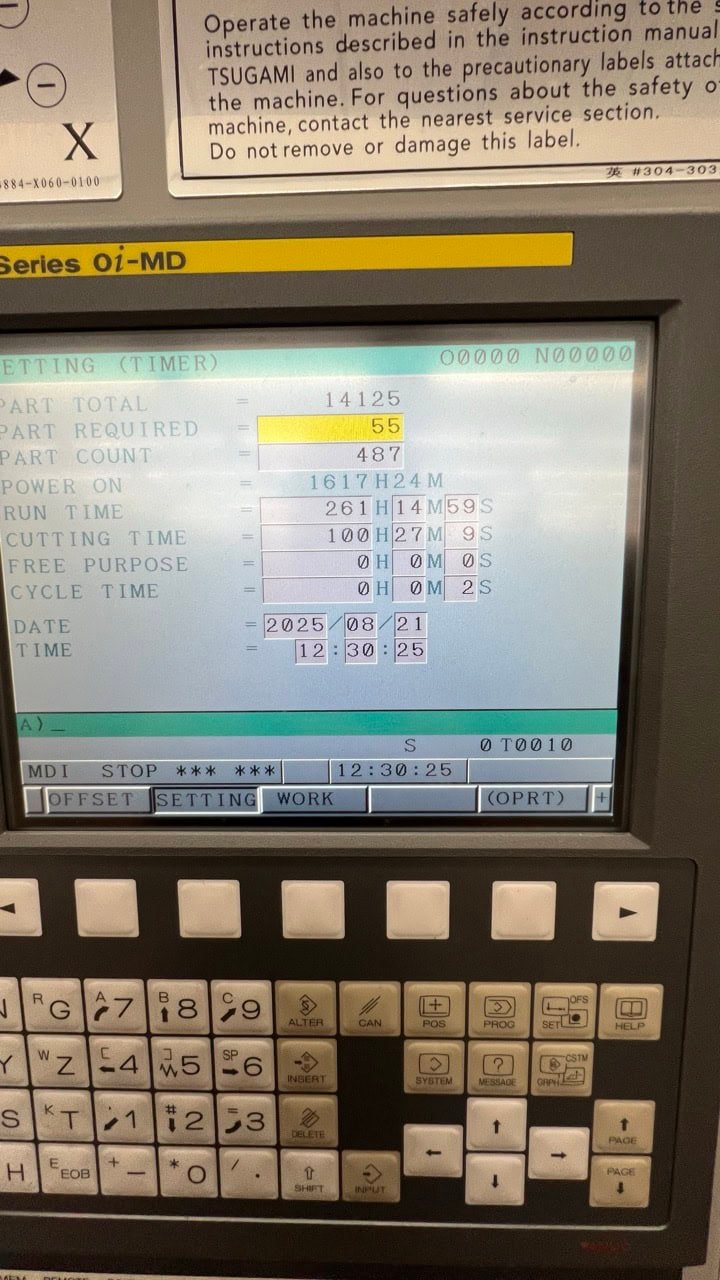 Operate the machine safely according to the s
instructions described in the instruction manual
TSUGAMI and also to the precautionary labels attach
the machine. For questions about the safety o
machine, contact the nearest service section.
Do not remove or damage this label.
英 #304-303
X
884-X060-0100
Series 0i-MD
ETTING (TIMER) O0000 N00000
PART TOTAL = 14125
PART REQUIRED = 55
PART COUNT = 487
POWER ON = 1617H24M
RUN TIME = 261H14M59S
CUTTING TIME = 100H27M 9S
FREE PURPOSE = 0H 0M 0S
CYCLE TIME = 0H 0M 2S
DATE = 2025/08/21
TIME = 12:30:25
A)_
S 0 T0010
MDI STOP *** *** 12:30:25
OFFSET SETTING WORK (OPRT) +
R G A 7 B 8 C 9 ALTER CAN POS PROG OFS SET HELP
Y W Z [ 4 ] 5 SP 6 INSERT SYSTEM ? MESSAGE CSTM GRPH
S K T , 1 # 2 = 3 DELETE PAGE
H E EOB + - * 0 / . SHIFT INPUT PAGE